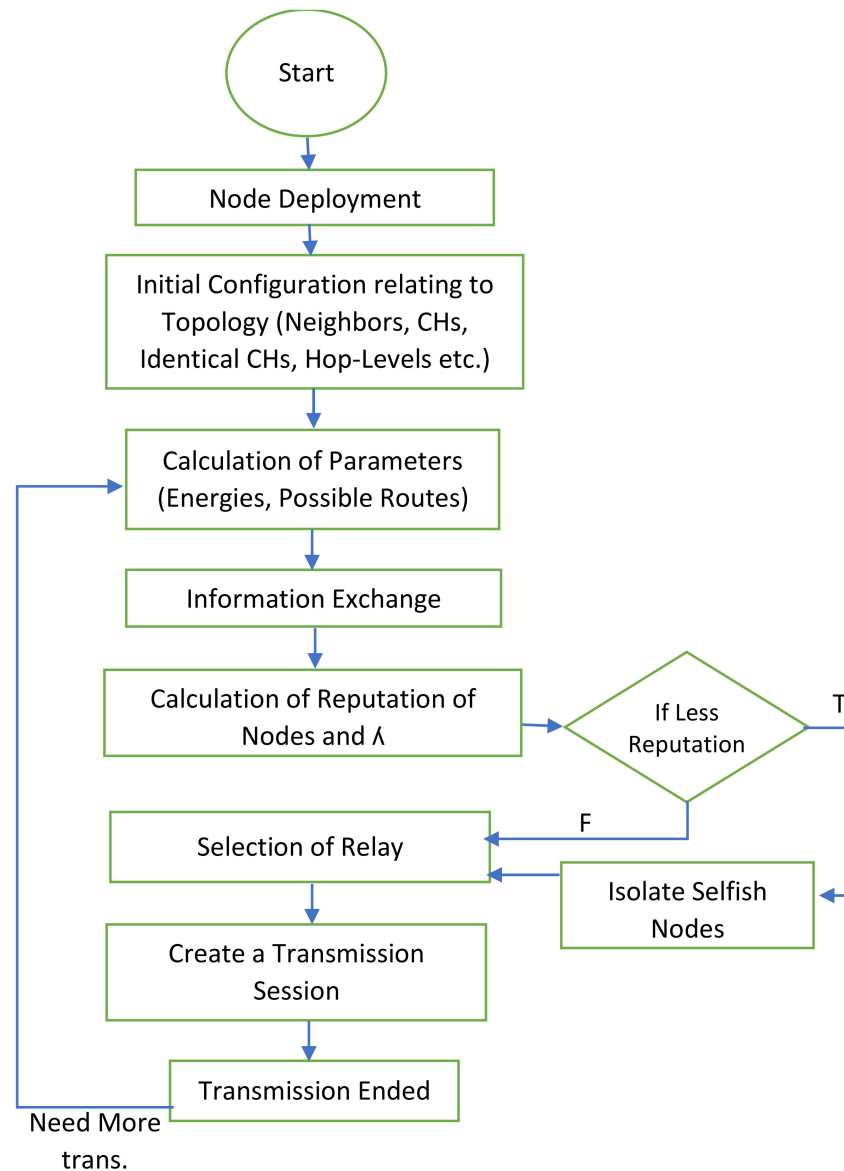 Start
Node Deployment
Initial Configuration relating to
Topology (Neighbors, CHs,
Identical CHs, Hop-Levels etc.)
Calculation of Parameters
(Energies, Possible Routes)
Information Exchange
Calculation of Reputation of
Nodes and ʎ
If Less
Reputation
T
F
Selection of Relay
Isolate Selfish
Nodes
Create a Transmission
Session
Transmission Ended
Need More
trans.